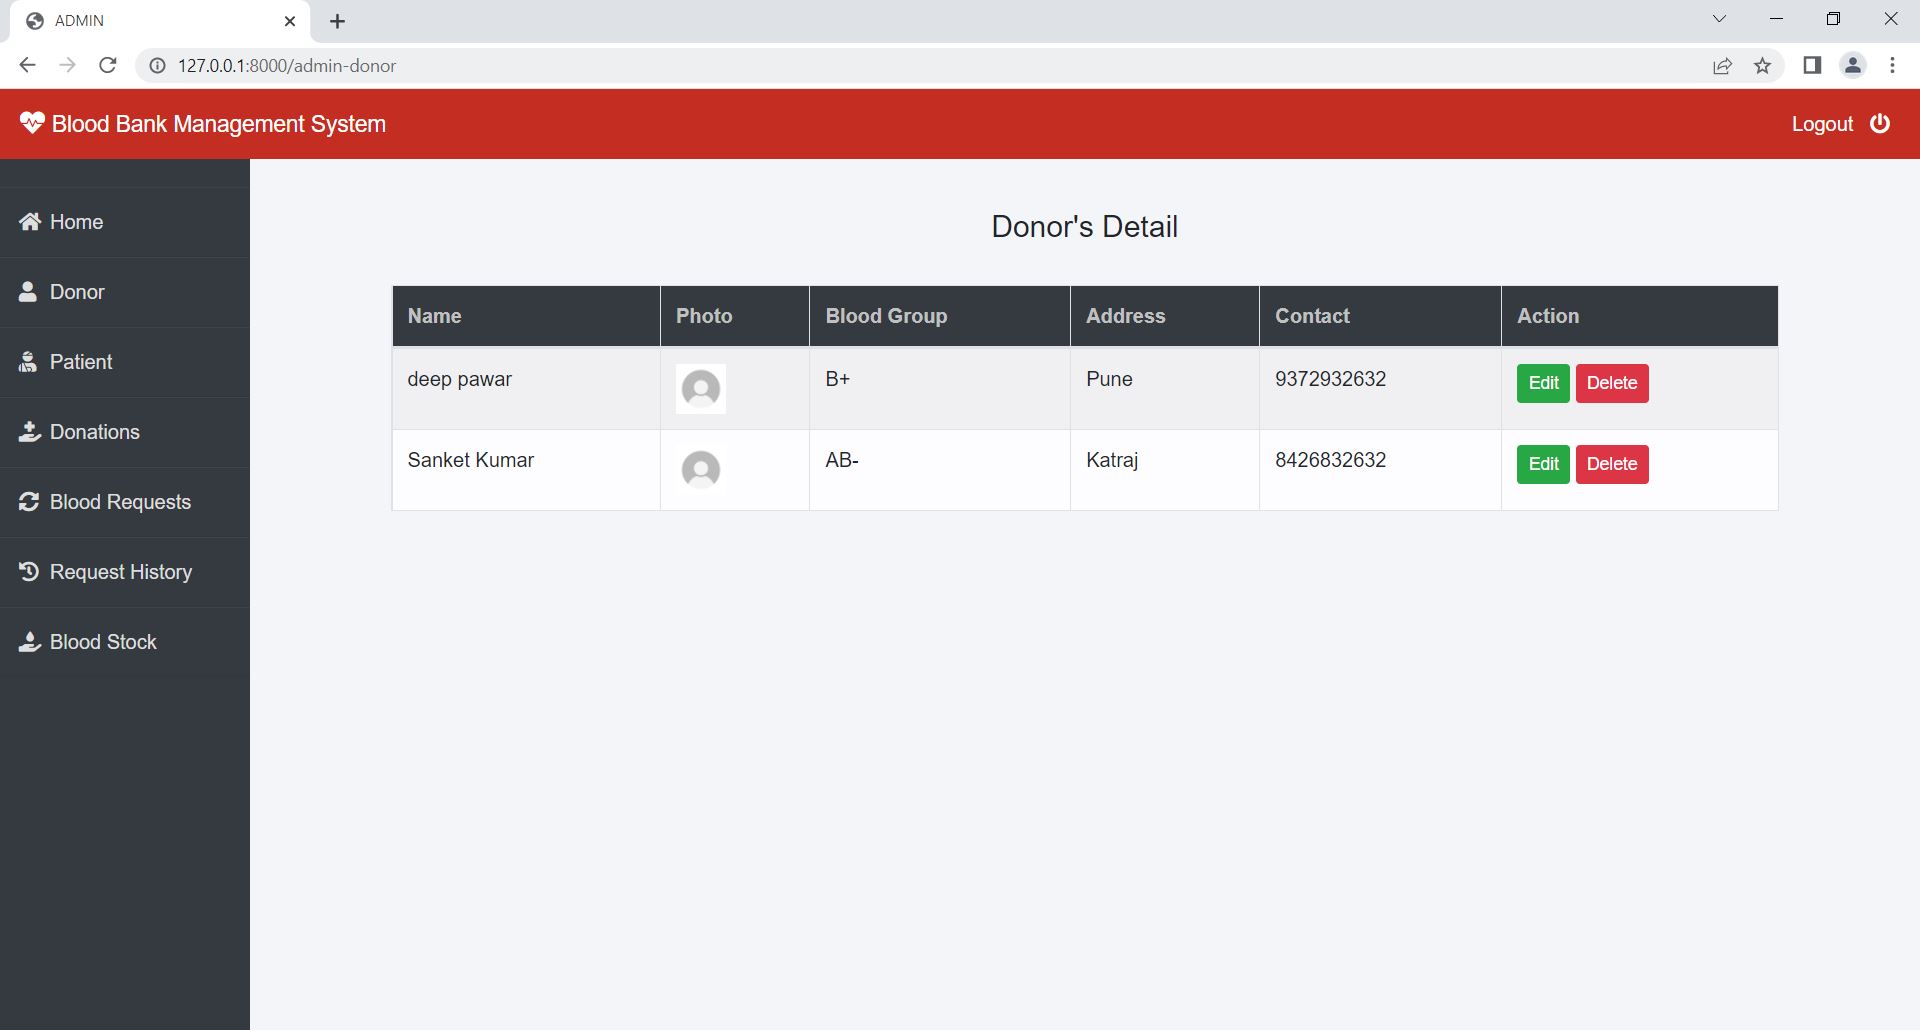 ADMIN
127.0.0.1:8000/admin-donor
Blood Bank Management System
Logout
Home
Donor
Patient
Donations
Blood Requests
Request History
Blood Stock
Donor's Detail
Name Photo Blood Group Address Contact Action
deep pawar B+ Pune 9372932632 Edit Delete
Sanket Kumar AB- Katraj 8426832632 Edit Delete